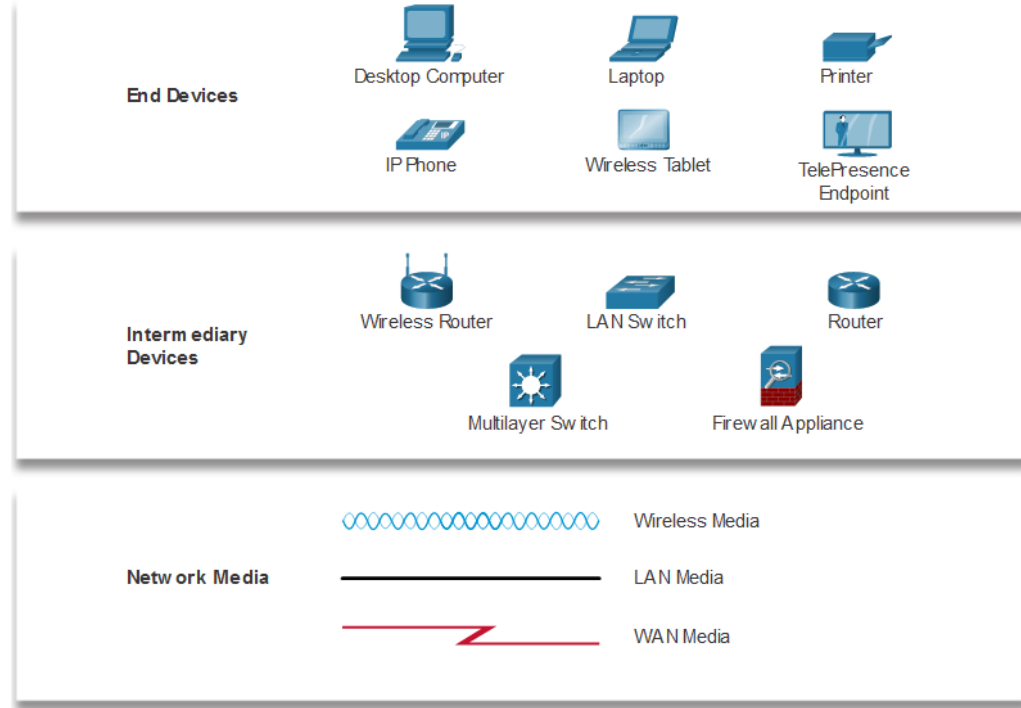 End Devices
Desktop Computer
Laptop
Printer
IP Phone
Wireless Tablet
TelePresence
Endpoint
Intermediary
Devices
Wireless Router
LAN Switch
Router
Multilayer Switch
Firewall Appliance
Network Media
Wireless Media
LAN Media
WAN Media